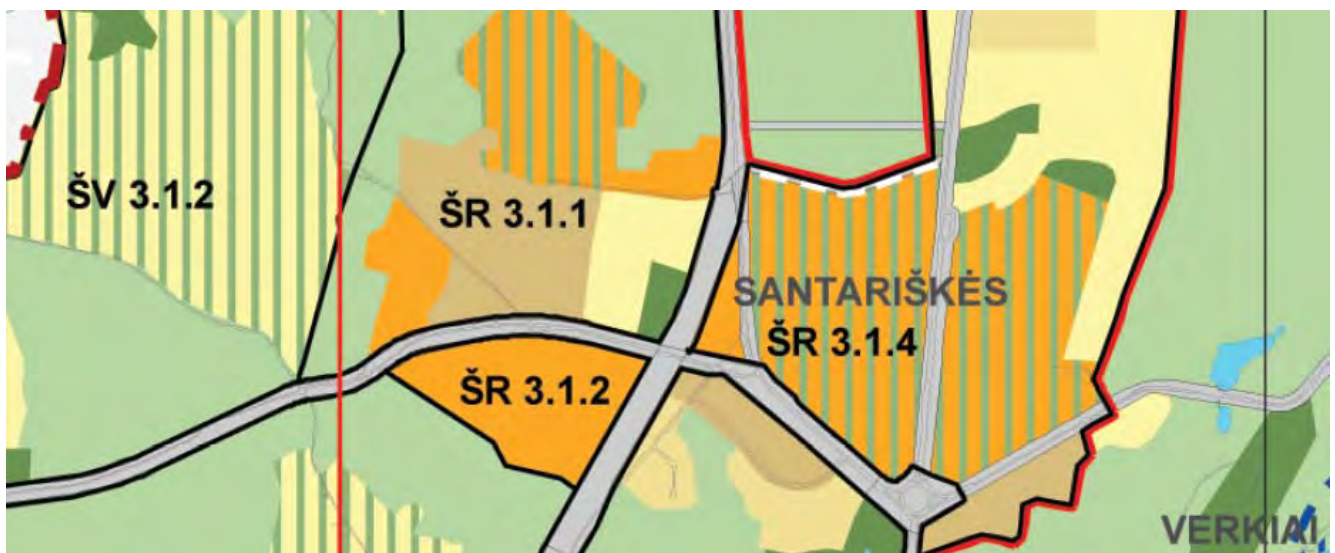 ŠV 3.1.2
ŠR 3.1.1
SANTARIŠKĖS
ŠR 3.1.4
ŠR 3.1.2
VERKIAI